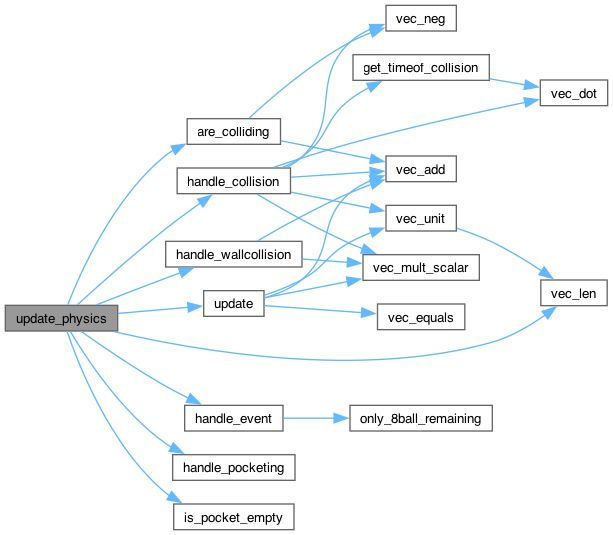 update_physics
are_colliding
handle_collision
handle_wallcollision
update
handle_event
handle_pocketing
is_pocket_empty
vec_neg
get_timeof_collision
vec_add
vec_unit
vec_mult_scalar
vec_equals
only_8ball_remaining
vec_dot
vec_len